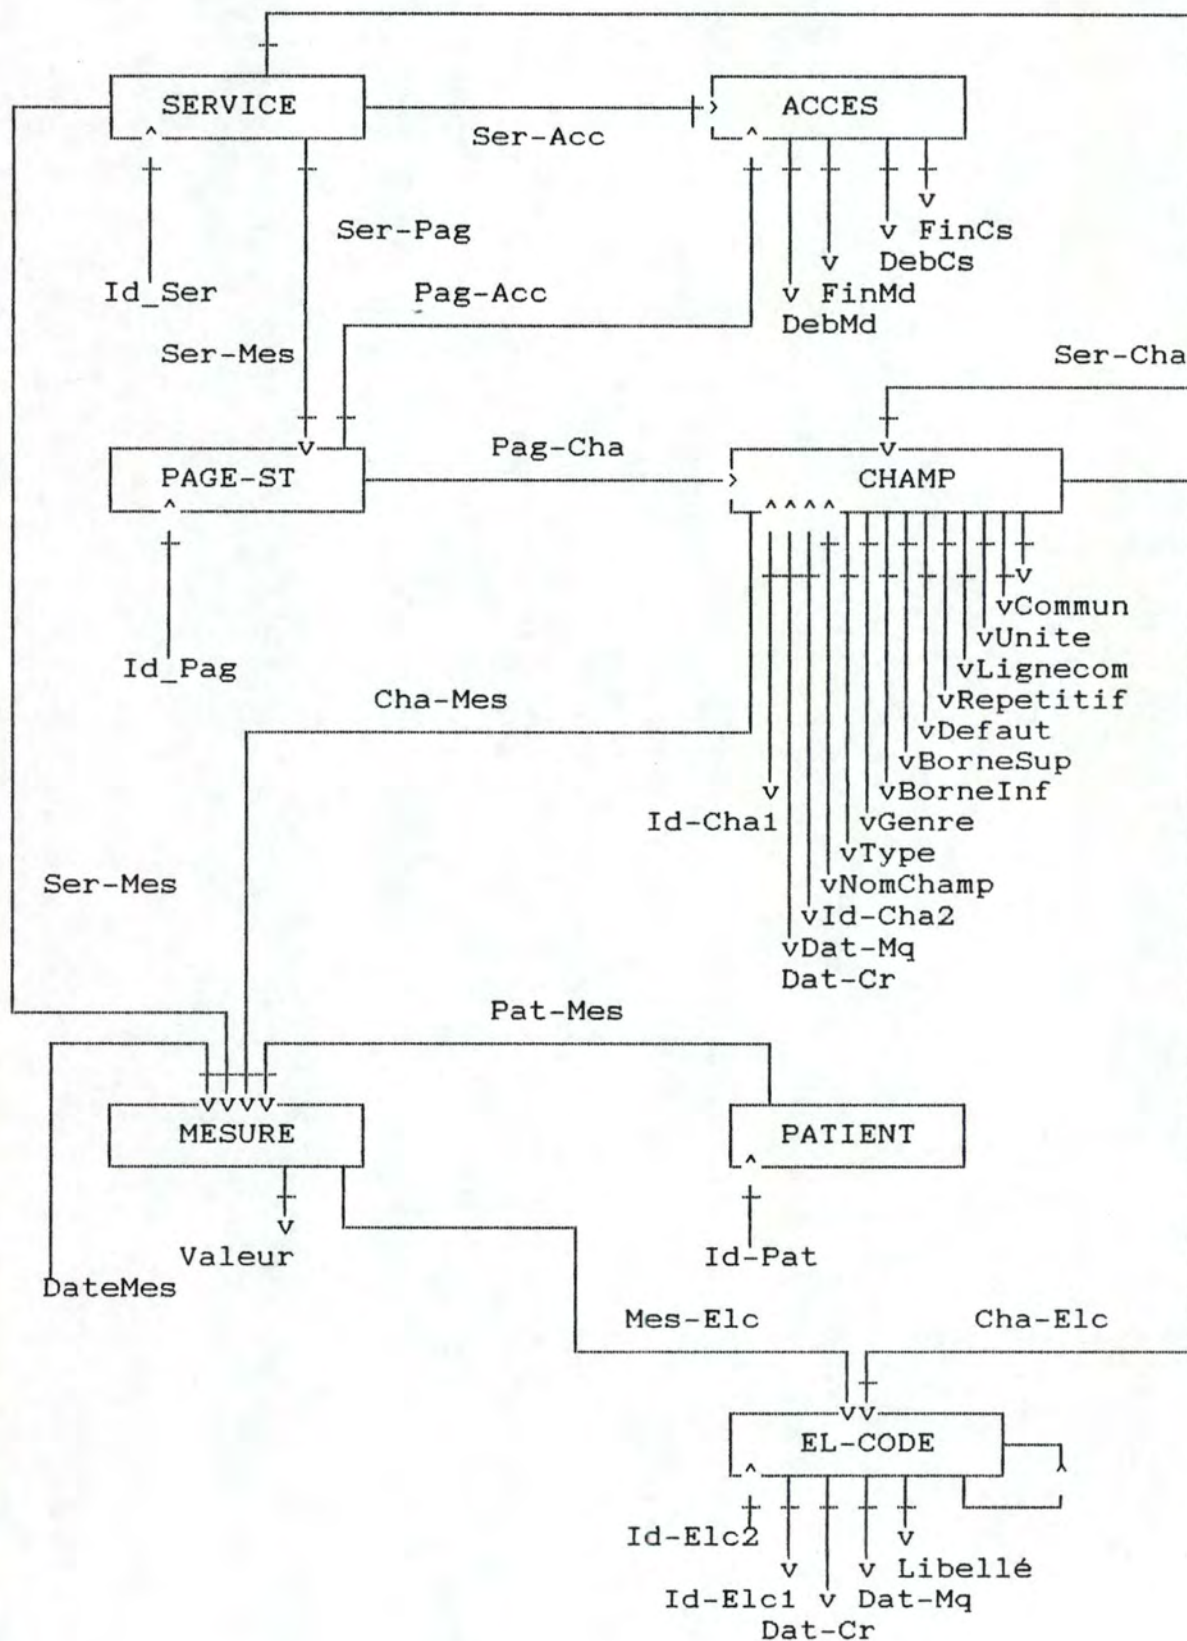 SERVICE ACCES
Ser-Acc
Ser-Pag
FinCs
DebCs
Id_Ser Pag-Acc
FinMd
DebMd
Ser-Mes Ser-Cha
Pag-Cha
PAGE-ST CHAMP
vCommun
vUnite
Id_Pag
vLignecom
Cha-Mes vRepetitif
vDefaut
vBorneSup
vBorneInf
Id-Cha1 vGenre
vType
Ser-Mes vNomChamp
vId-Cha2
vDat-Mq
Dat-Cr
Pat-Mes
MESURE PATIENT
Valeur Id-Pat
DateMes
Mes-Elc Cha-Elc
EL-CODE
Id-Elc2
Libellé
Id-Elc1 Dat-Mq
Dat-Cr